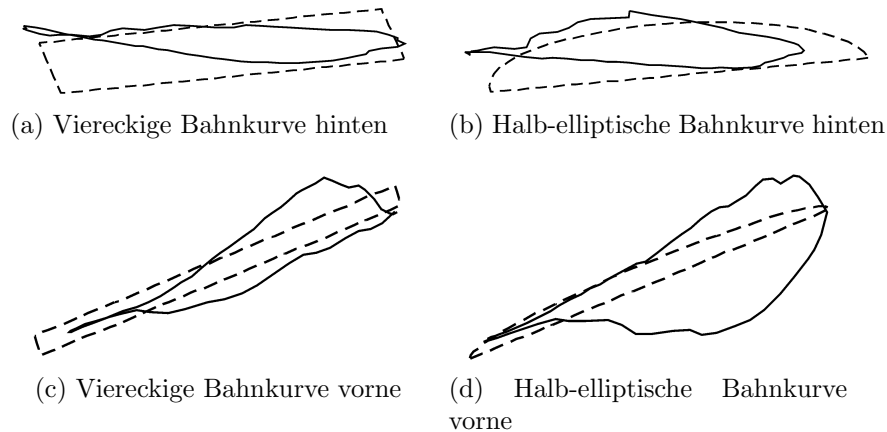 (a) Viereckige Bahnkurve hinten
(b) Halb-elliptische Bahnkurve hinten
(c) Viereckige Bahnkurve vorne
(d) Halb-elliptische Bahnkurve
vorne